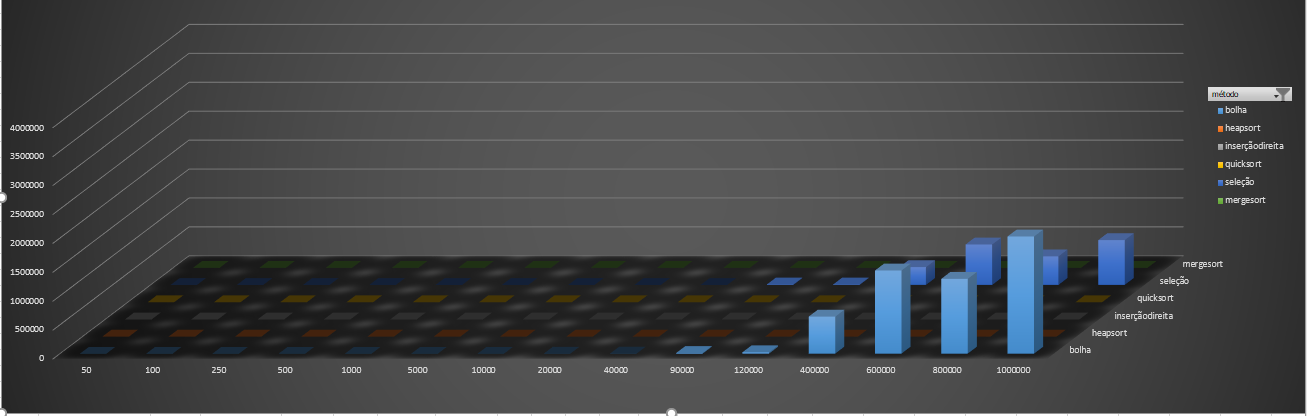 4000000
3500000
3000000
2500000
2000000
1500000
1000000
500000
0
50 100 250 500 1000 5000 10000 20000 40000 90000 120000 400000 600000 800000 1000000
mergesort
seleção
quicksort
inserçãodireita
heapsort
bolha
método
bolha
heapsort
inserçãodireita
quicksort
seleção
mergesort